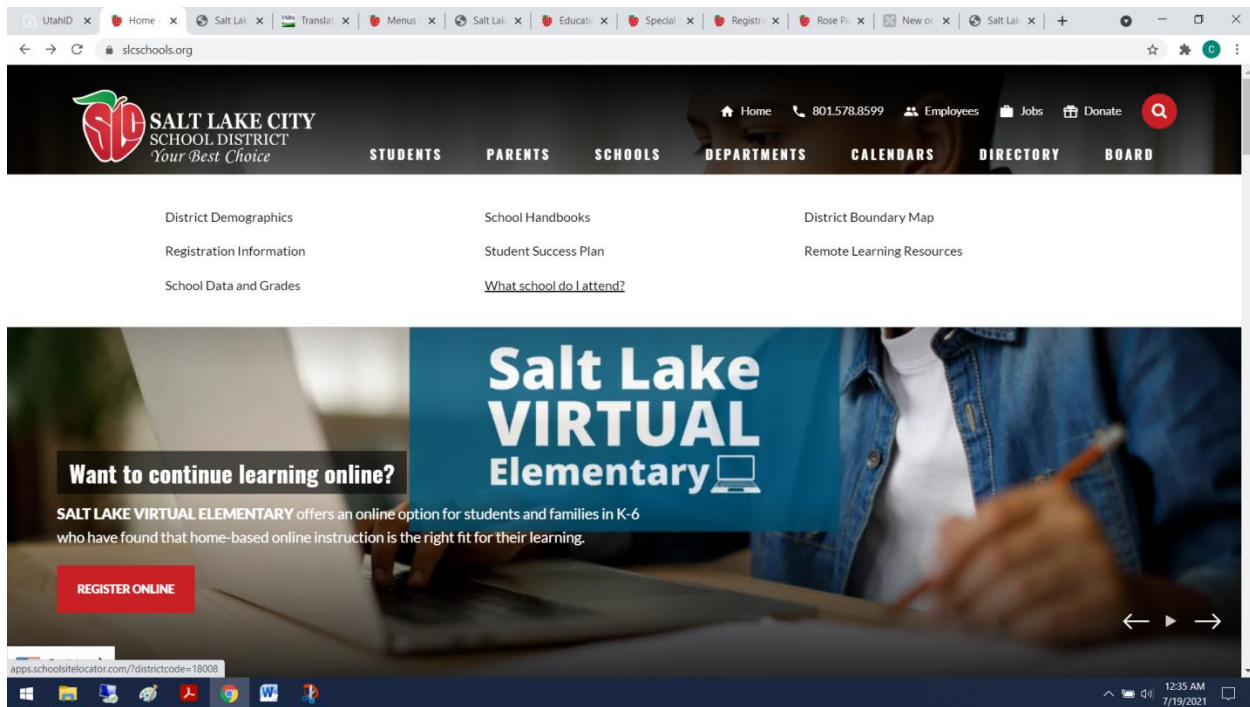 UtahID
Home
Salt Lak
Translat
Menus
Salt Lak
Educati
Special
Registr
Rose Pa
New or
Salt Lak
slcschools.org
C
SALT LAKE CITY
SCHOOL DISTRICT
Your Best Choice
Home
801.578.8599
Employees
Jobs
Donate
STUDENTS
PARENTS
SCHOOLS
DEPARTMENTS
CALENDARS
DIRECTORY
BOARD
District Demographics
School Handbooks
District Boundary Map
Registration Information
Student Success Plan
Remote Learning Resources
School Data and Grades
What school do I attend?
Salt Lake
VIRTUAL
Elementary
Want to continue learning online?
SALT LAKE VIRTUAL ELEMENTARY offers an online option for students and families in K-6
who have found that home-based online instruction is the right fit for their learning.
REGISTER ONLINE
apps.schoolsitelocator.com/?districtcode=18008
12:35 AM
7/19/2021